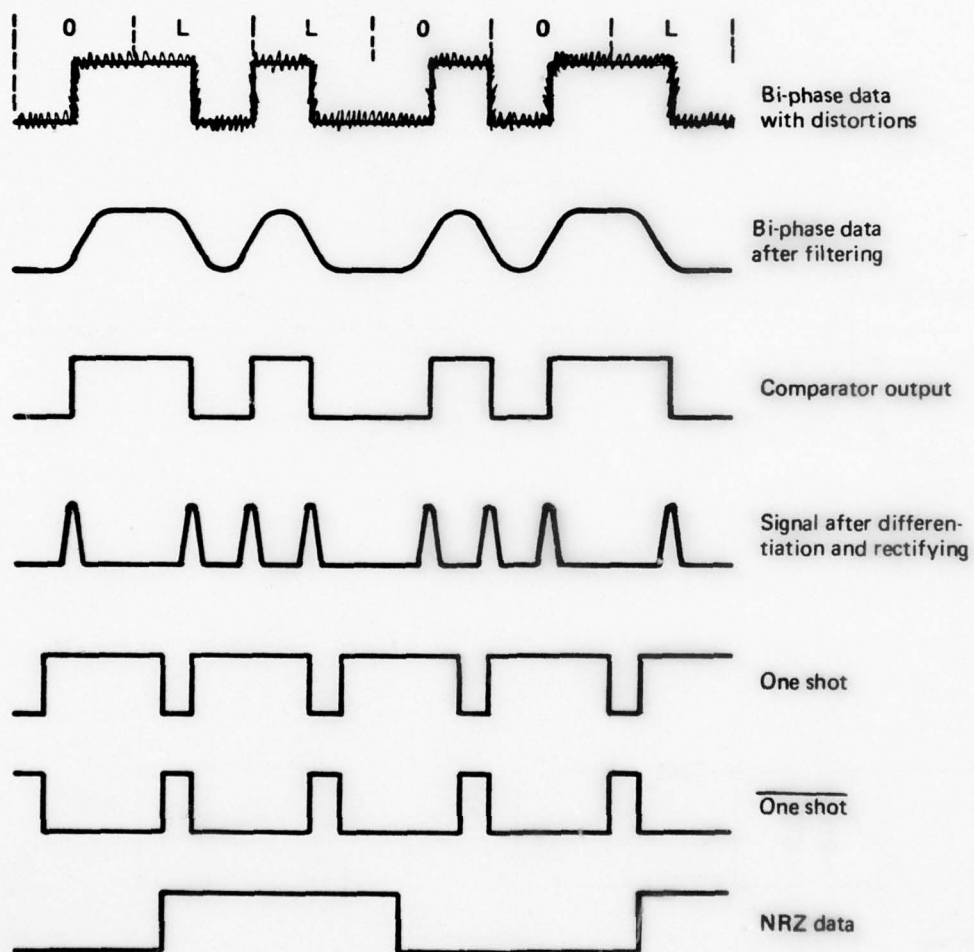 0 L L 0 0 L
Bi-phase data
with distortions
Bi-phase data
after filtering
Comparator output
Signal after differen-
tiation and rectifying
One shot
One shot
NRZ data